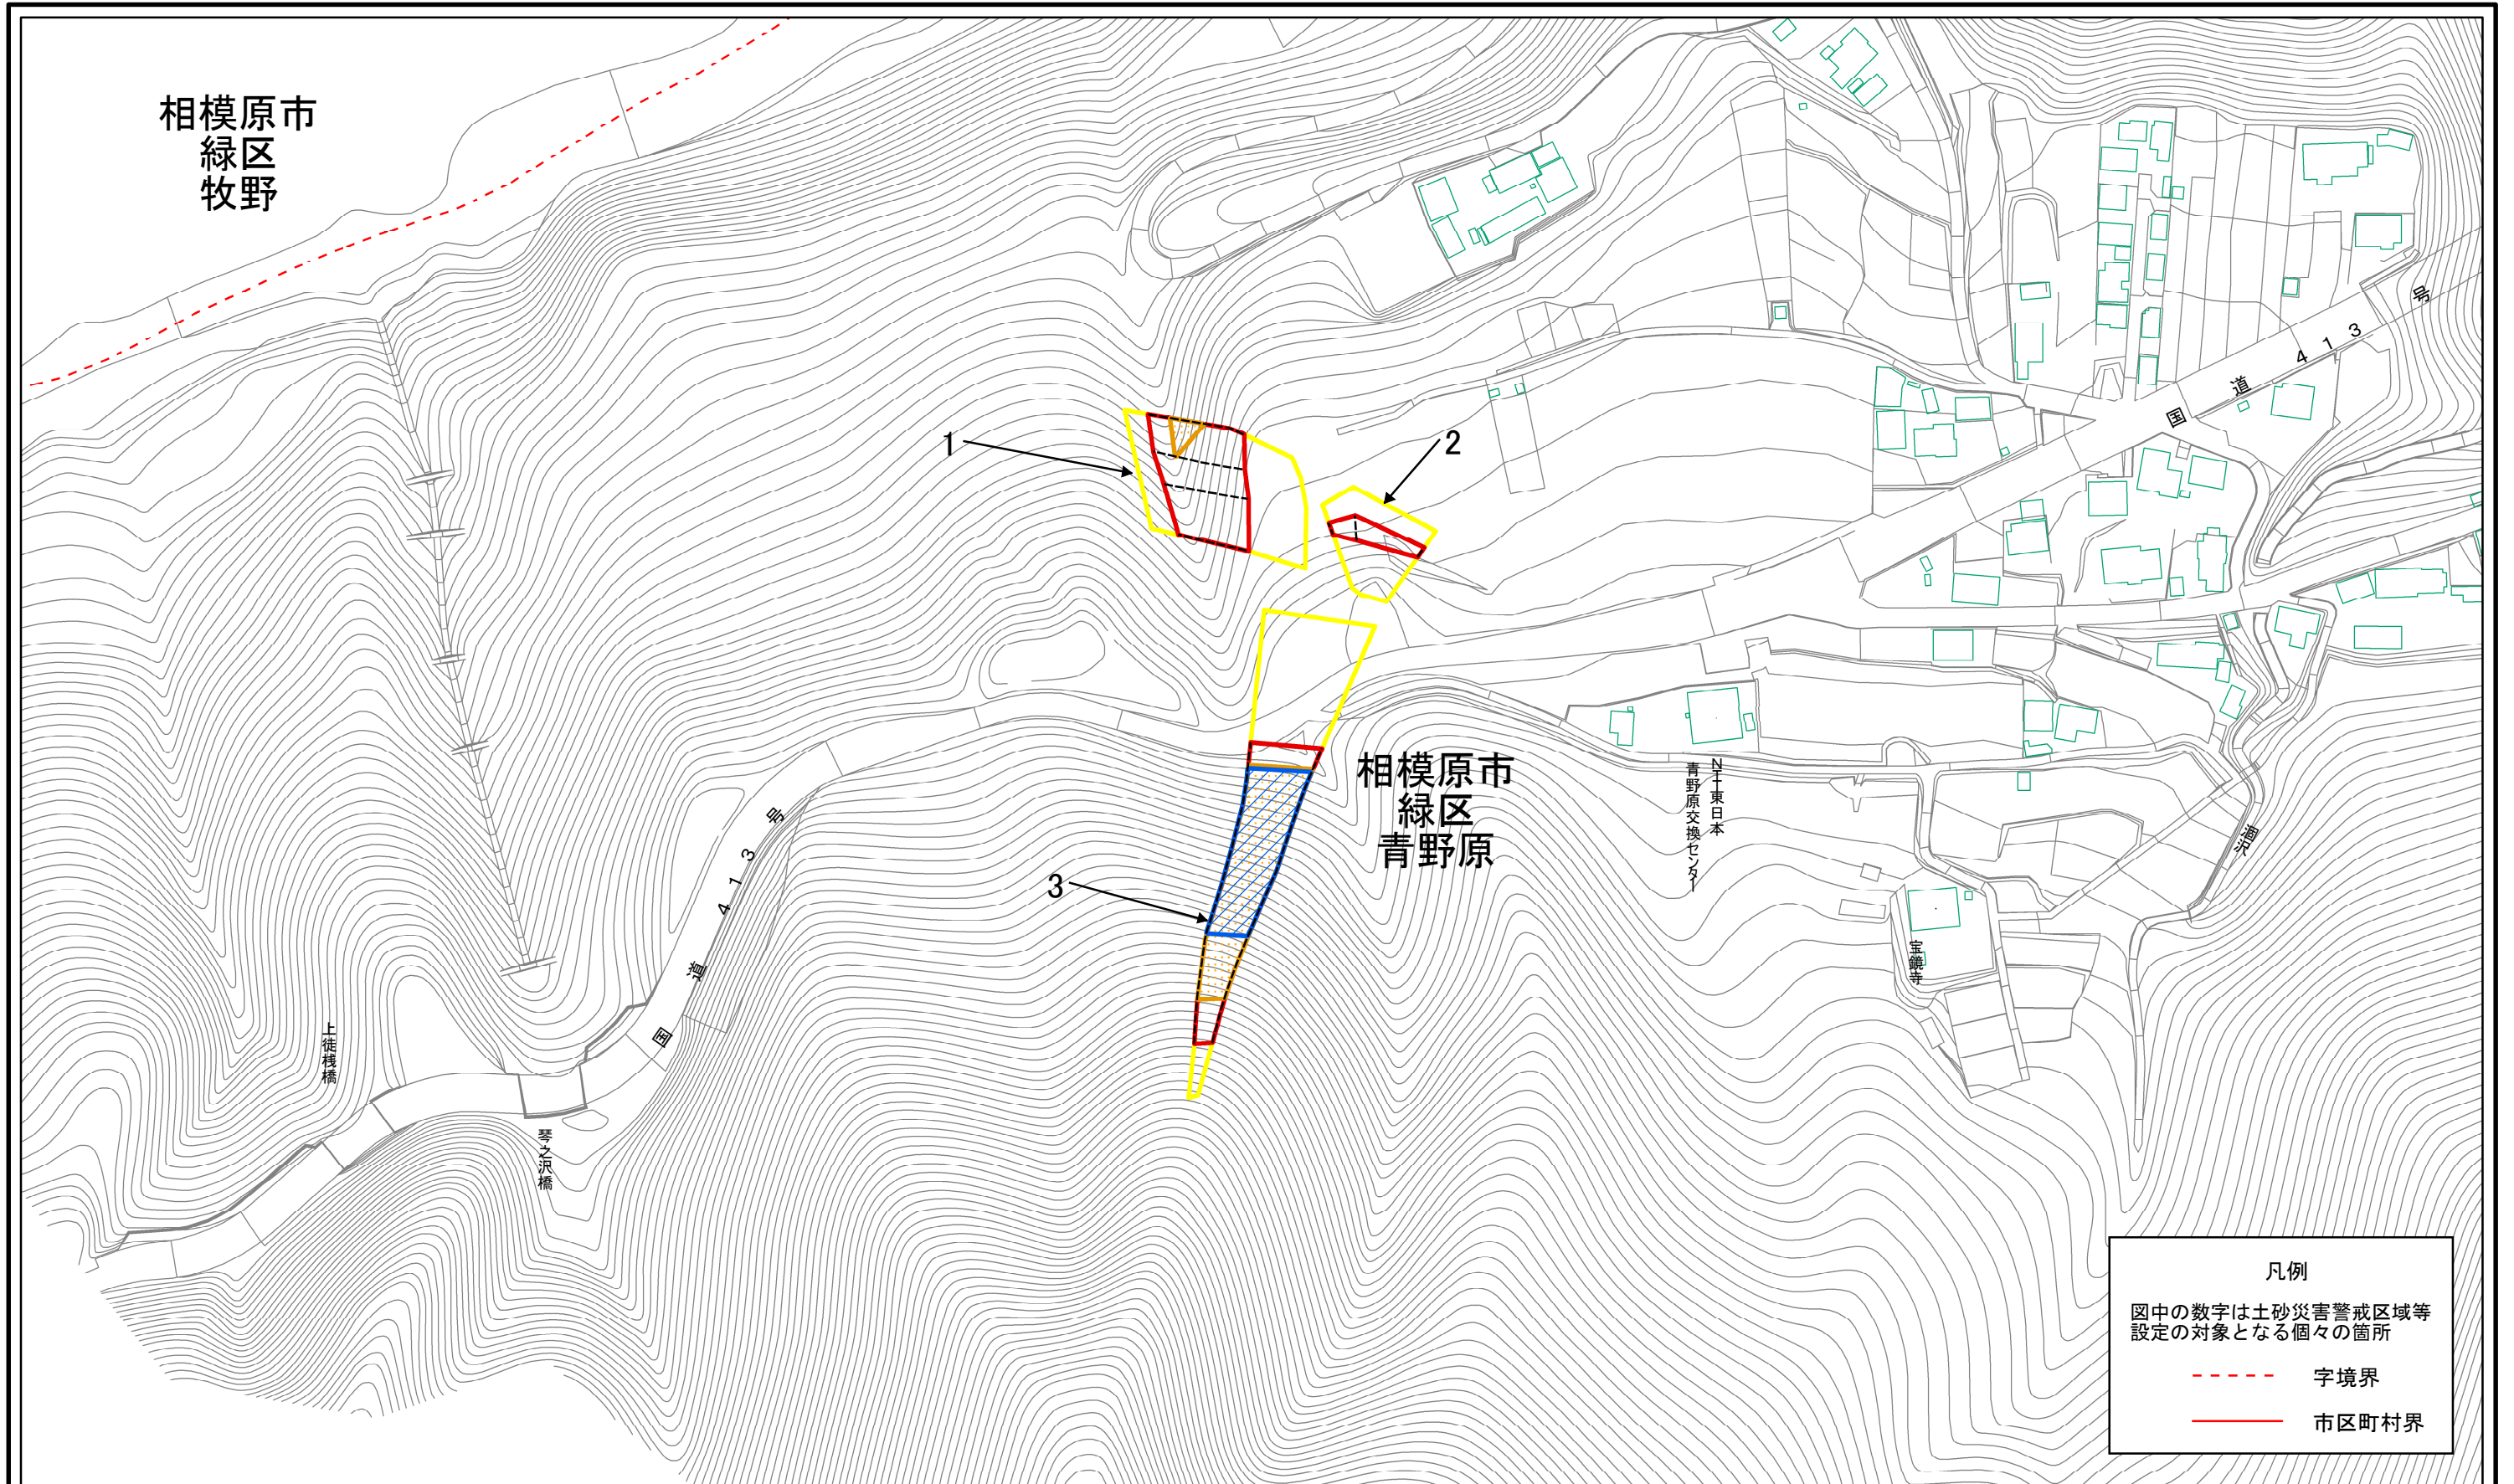 相模原市
緑区
牧野
1
2
国道413号
相模原市
緑区
青野原
NTT東日本
青野原交換センター
3
国道413号
宝鏡寺
上徒桟橋
琴之沢橋
凡例
図中の数字は土砂災害警戒区域等
設定の対象となる個々の箇所
字境界
市区町村界